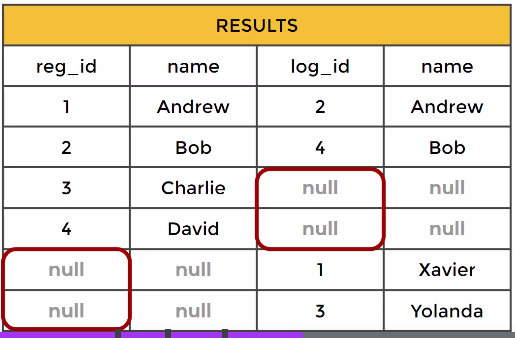 RESULTS
reg_id name log_id name
1 Andrew 2 Andrew
2 Bob 4 Bob
3 Charlie null null
4 David null null
null null 1 Xavier
null null 3 Yolanda